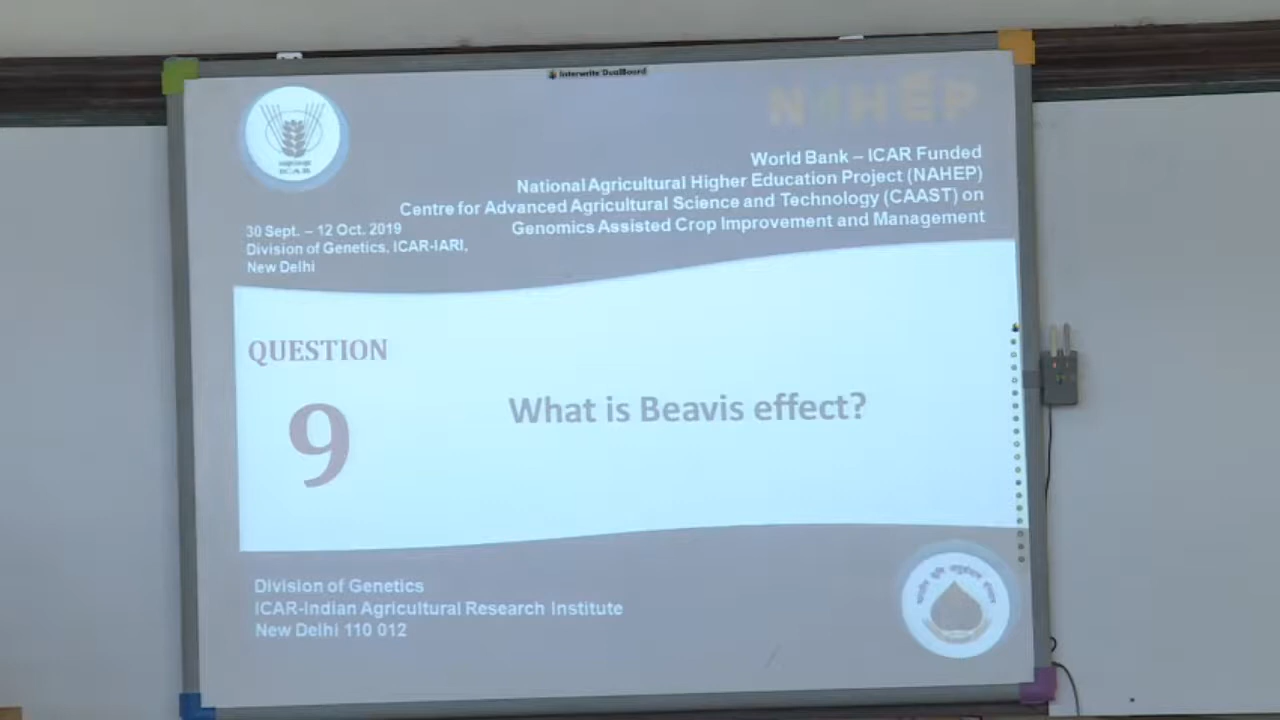 Interwrite DualBoard
NAHEP
World Bank – ICAR Funded
National Agricultural Higher Education Project (NAHEP)
Centre for Advanced Agricultural Science and Technology (CAAST) on
Genomics Assisted Crop Improvement and Management
30 Sept. – 12 Oct. 2019
Division of Genetics, ICAR-IARI,
New Delhi
ICAR
QUESTION
9
What is Beavis effect?
Division of Genetics
ICAR-Indian Agricultural Research Institute
New Delhi 110 012